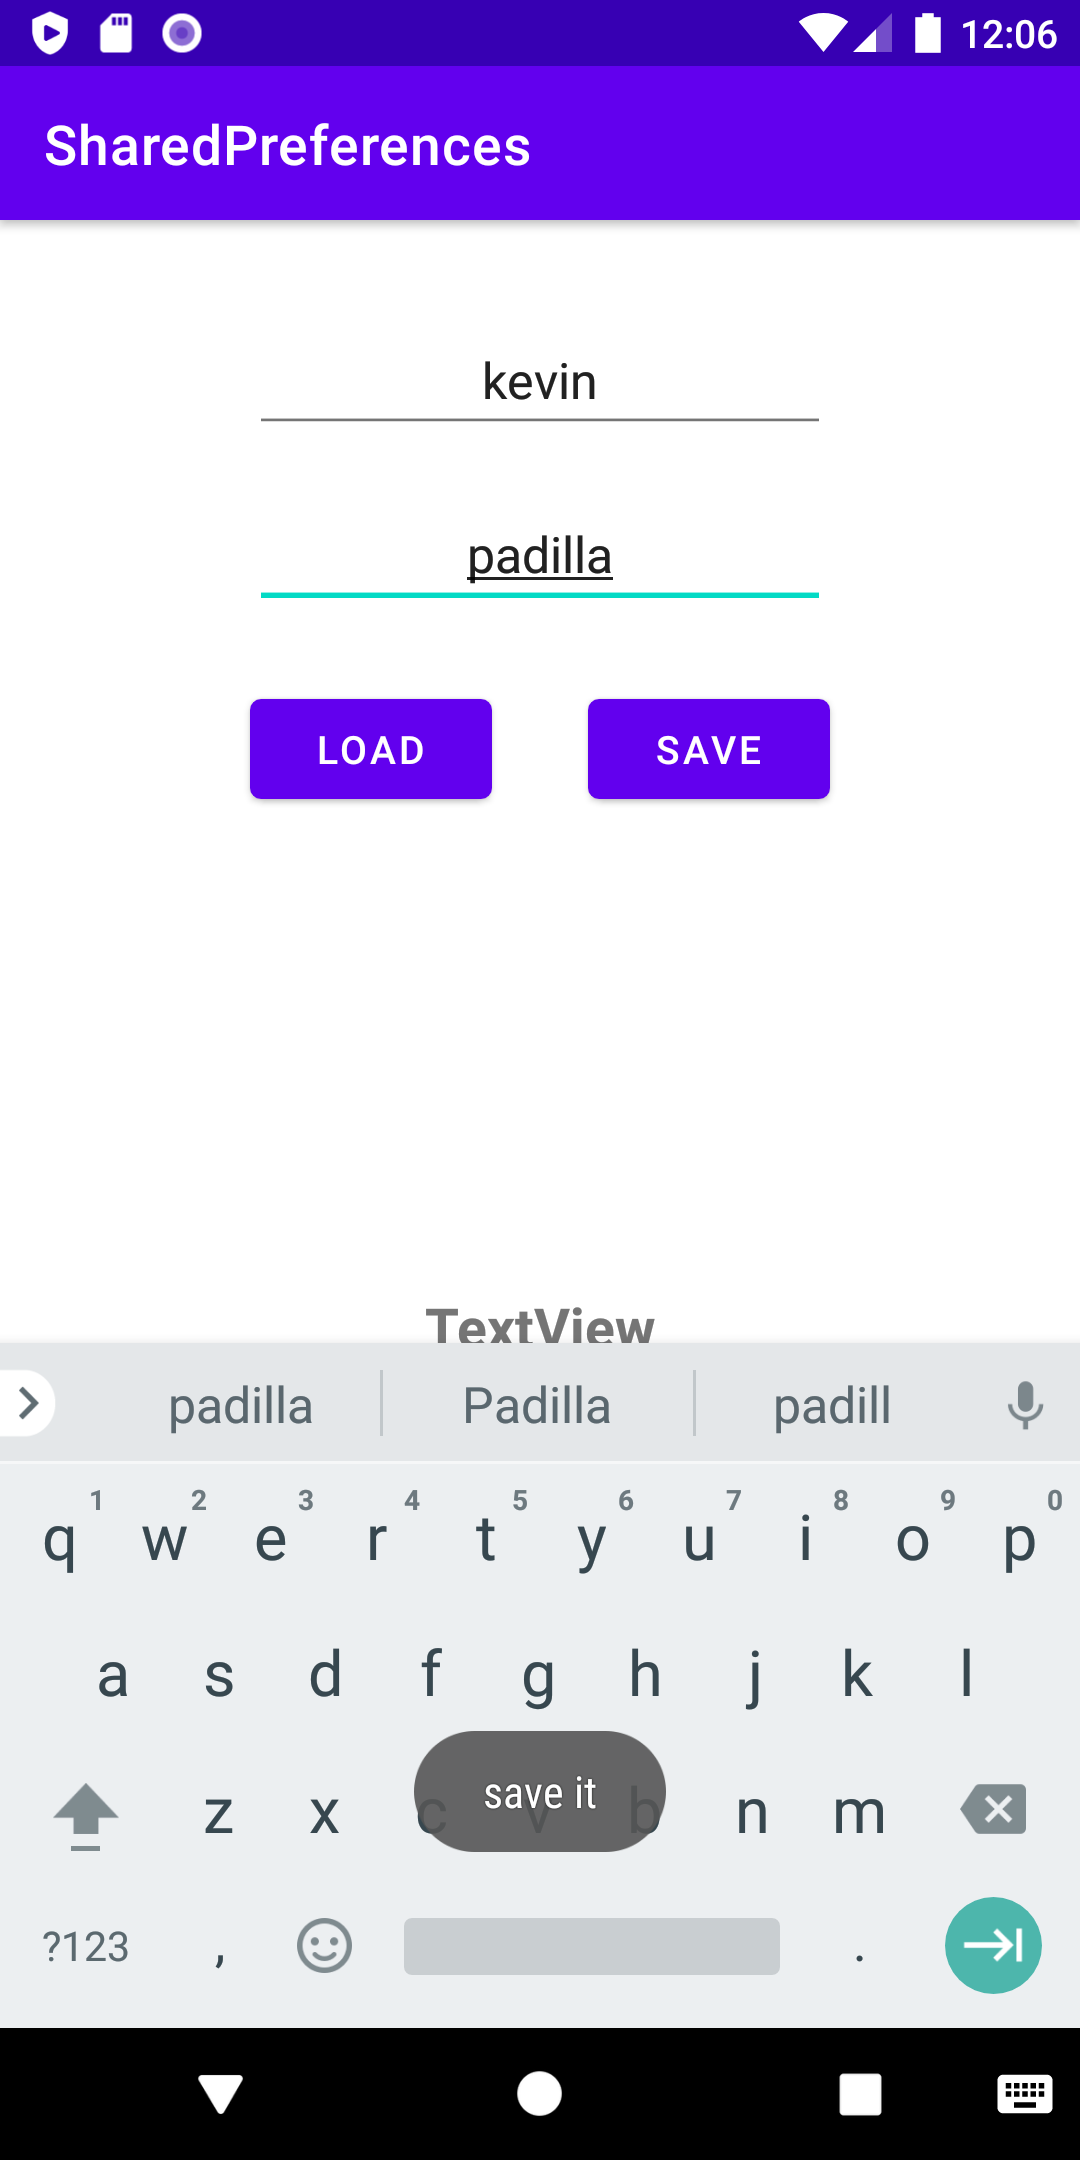 12:06
SharedPreferences
kevin
padilla
LOAD SAVE
TextView
padilla Padilla padill
1 2 3 4 5 6 7 8 9 0
q w e r t y u i o p
a s d f g h j k l
z x c v b n m
save it
?123 , .